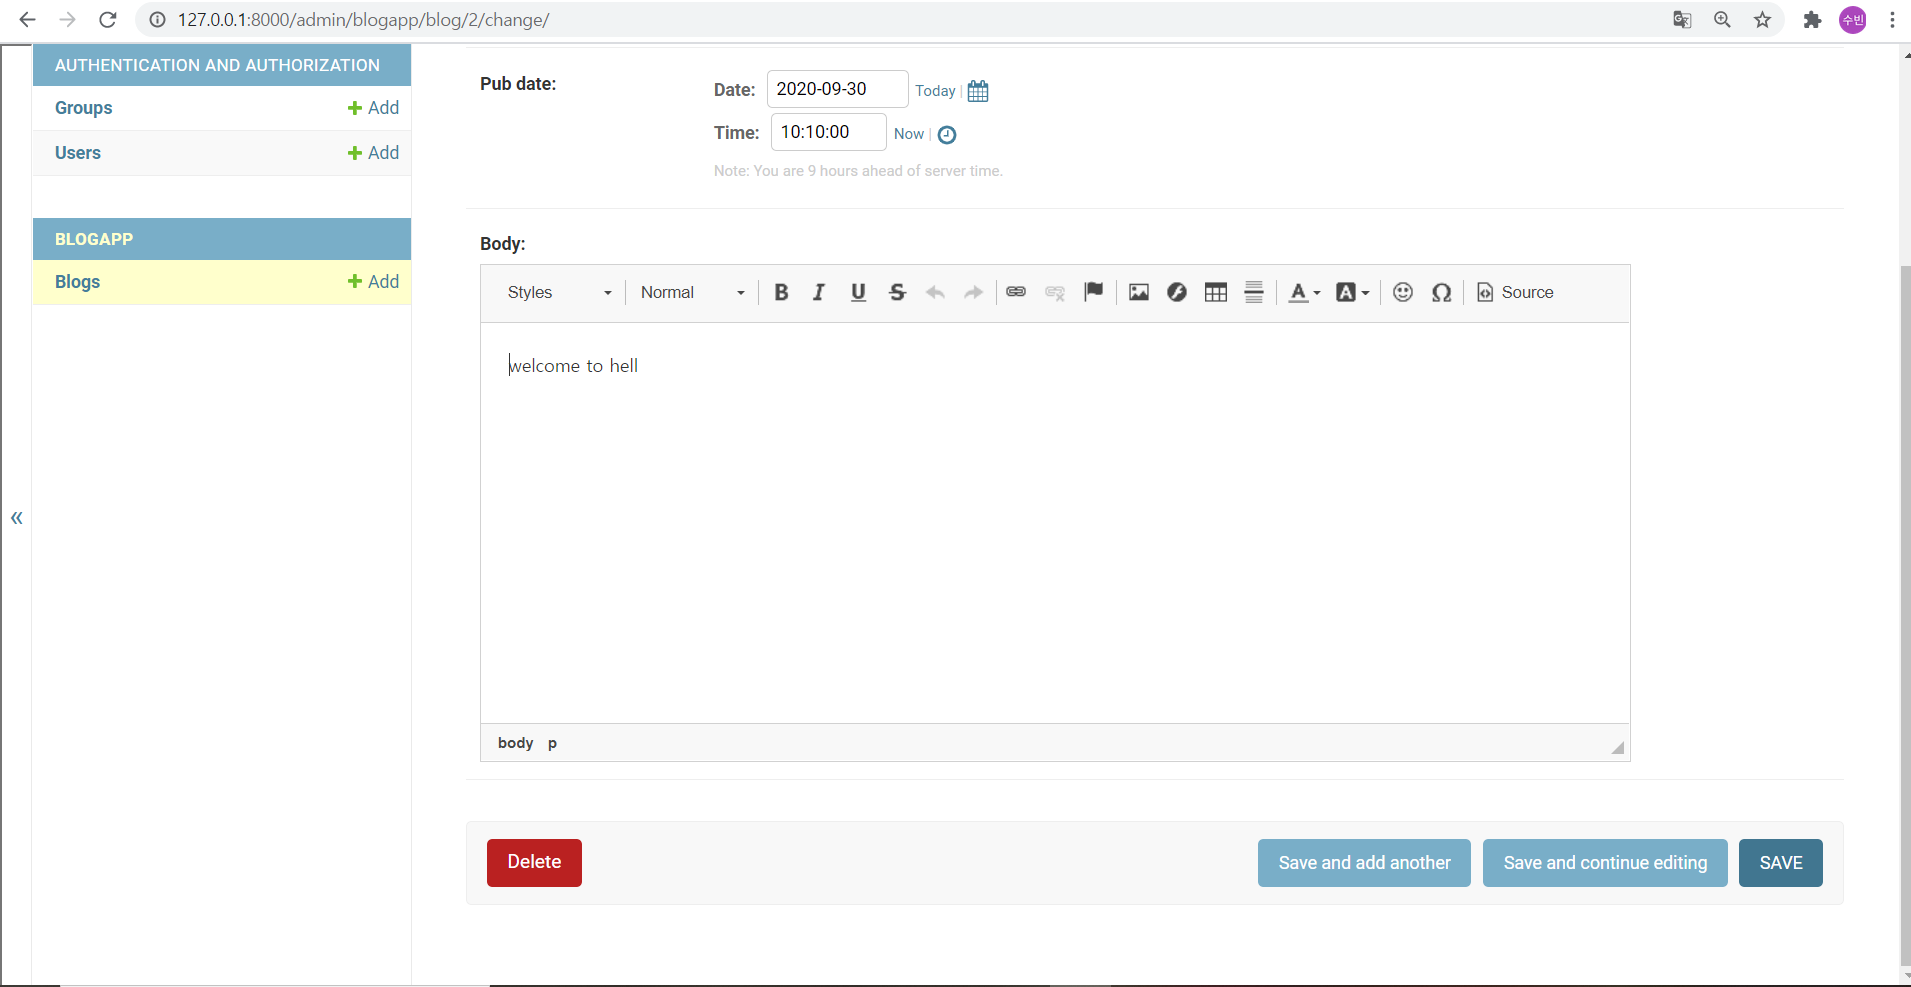 127.0.0.1:8000/admin/blogapp/blog/2/change/
수빈
AUTHENTICATION AND AUTHORIZATION
Groups Add
Users Add
BLOGAPP
Blogs Add
«
Pub date:
Date: 2020-09-30 Today |
Time: 10:10:00 Now |
Note: You are 9 hours ahead of server time.
Body:
Styles Normal B I U S A A Ω Source
welcome to hell
body p
Delete Save and add another Save and continue editing SAVE